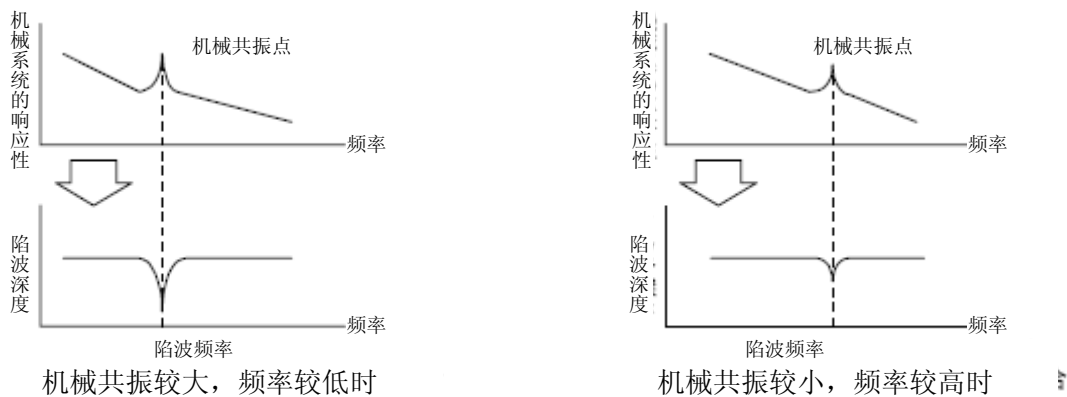 机械系统的响应性
机械共振点
频率
陷波深度
频率
陷波频率
机械共振较大，频率较低时
机械系统的响应性
机械共振点
频率
陷波深度
频率
陷波频率
机械共振较小，频率较高时